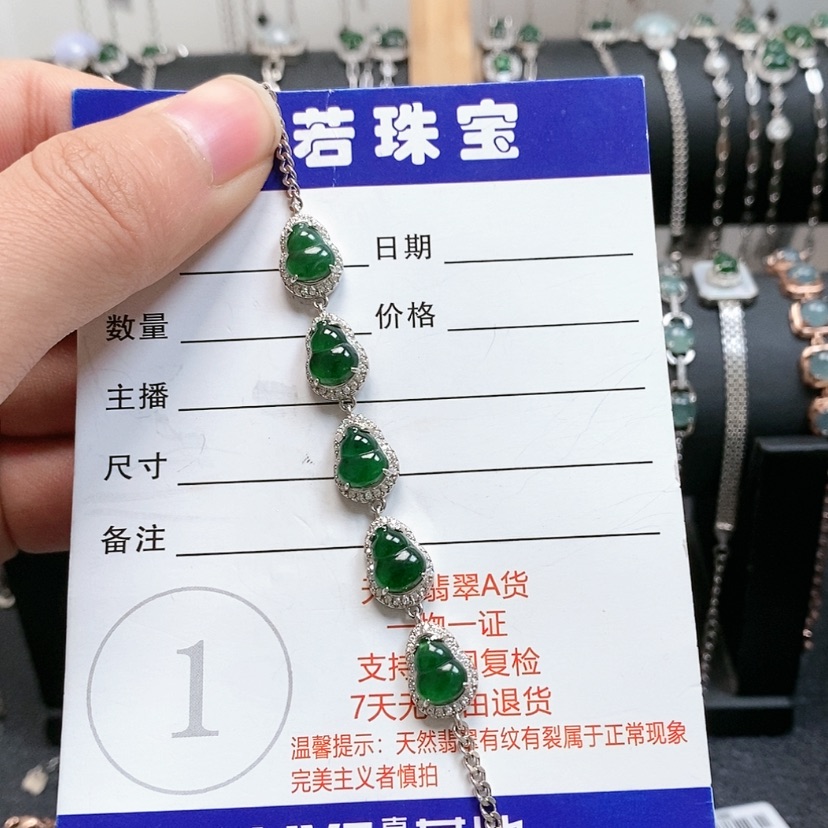 若珠宝
日期
数量 价格
主播
尺寸
备注
翡翠A货
一物一证
支持 复检
7天无 由退货
1
温馨提示：天然翡翠有纹有裂属于正常现象
完美主义者慎拍